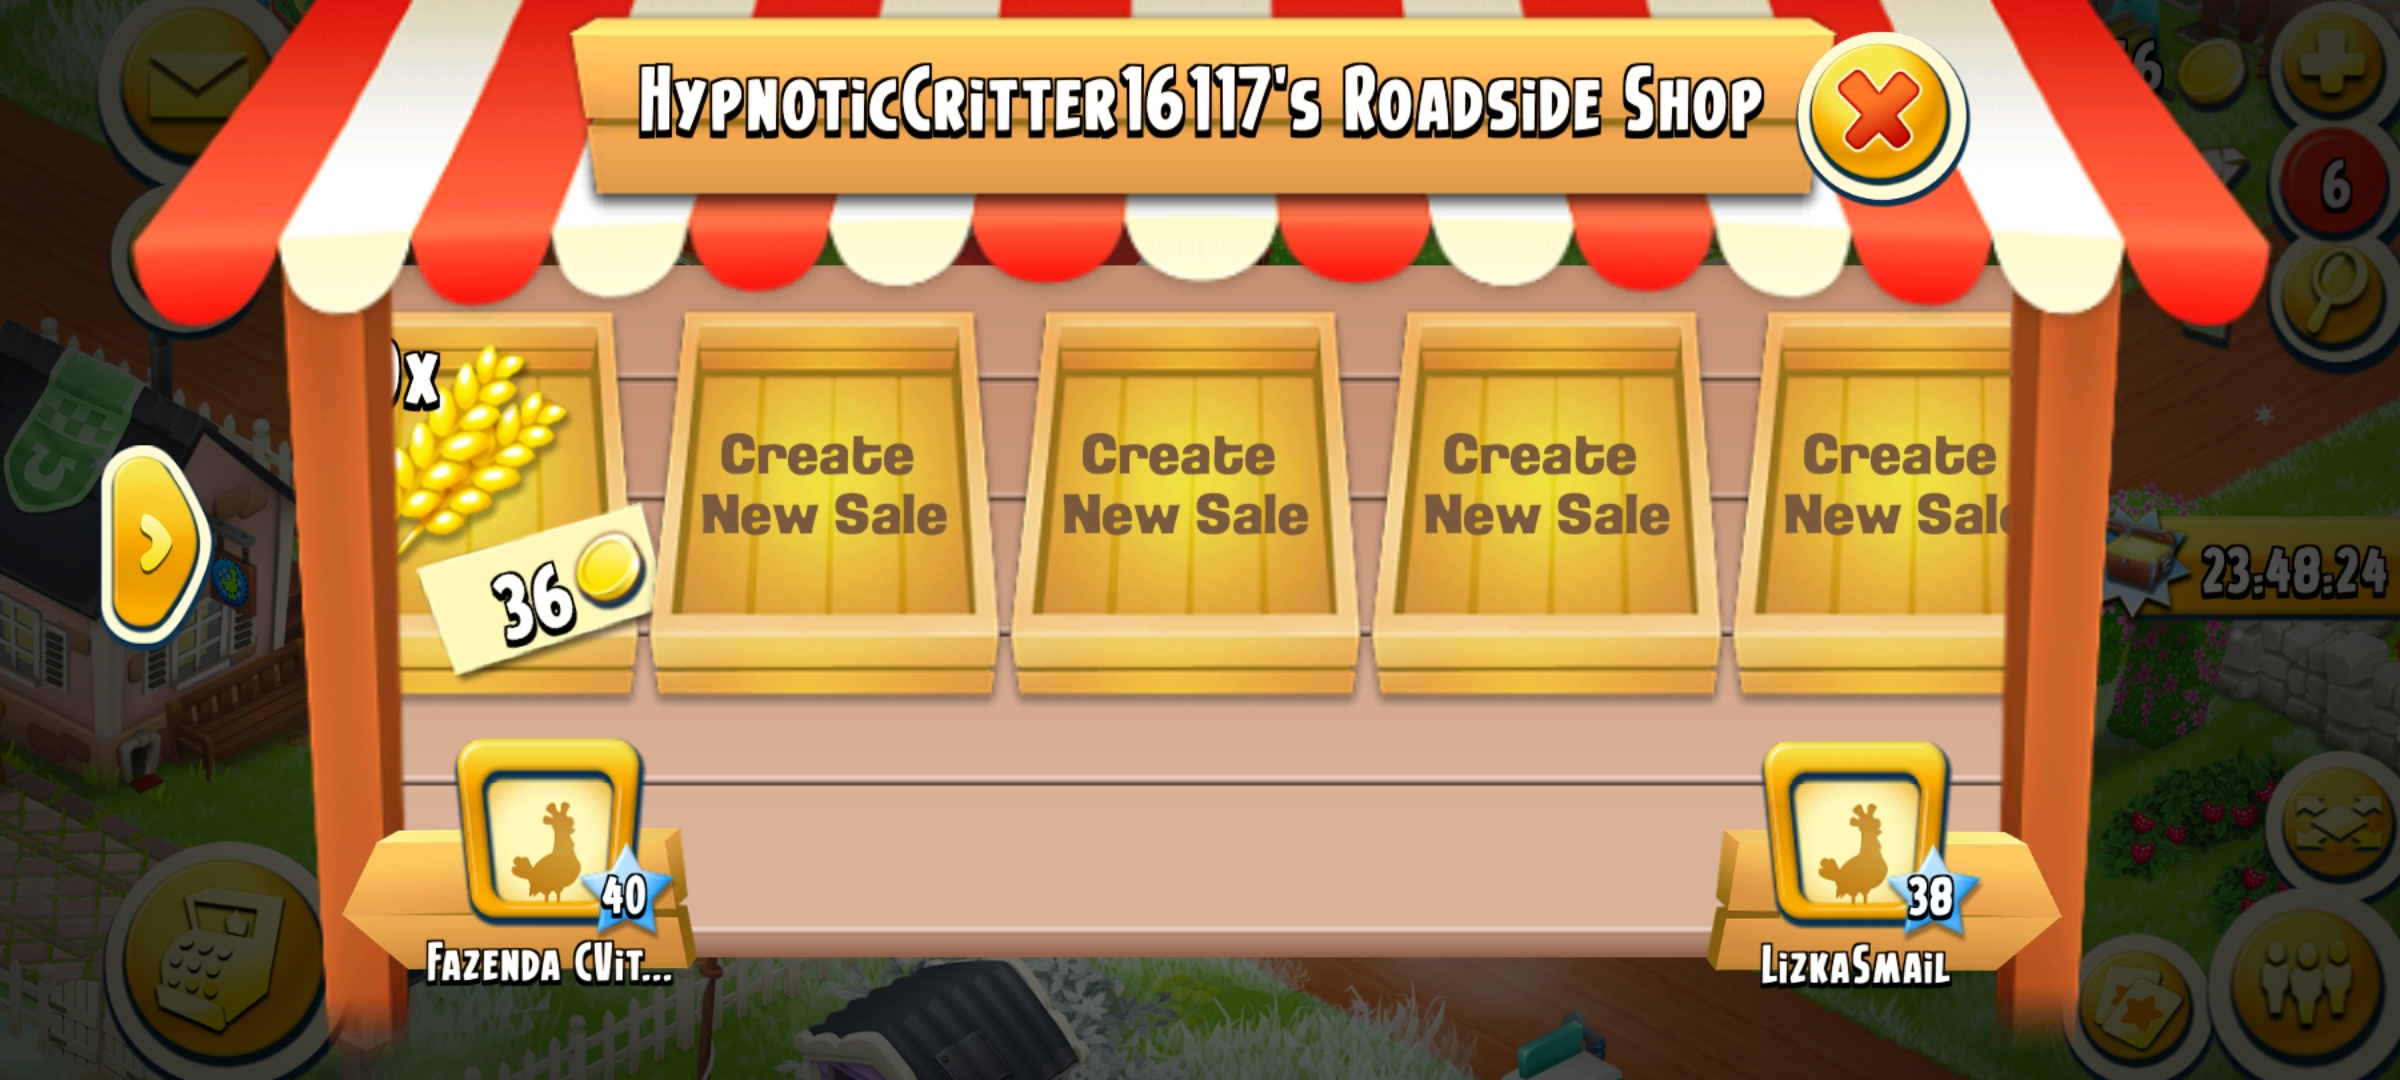 HypnoticCritter16117's Roadside Shop
6
x
36
Create
New Sale
Create
New Sale
Create
New Sale
Create
New Sale
23:48:24
40
Fazenda CVit...
38
LizkaSmail